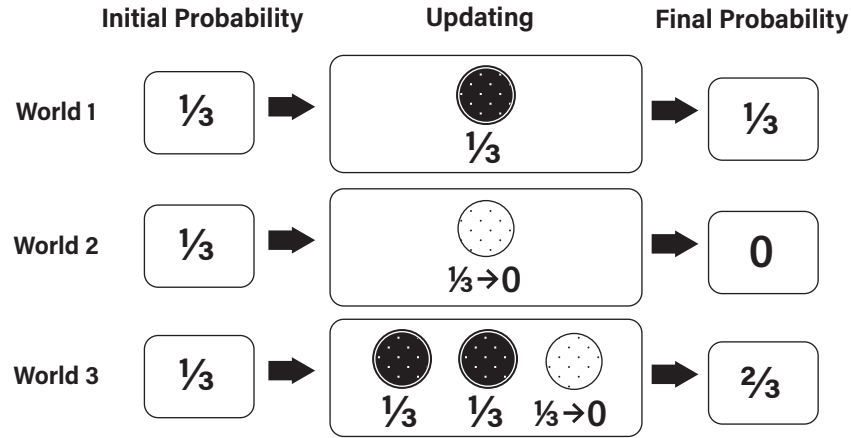 Initial Probability Updating Final Probability
World 1 ⅓ ⅓ ⅓
World 2 ⅓ ⅓→0 0
World 3 ⅓ ⅓ ⅓ ⅓→0 ⅔